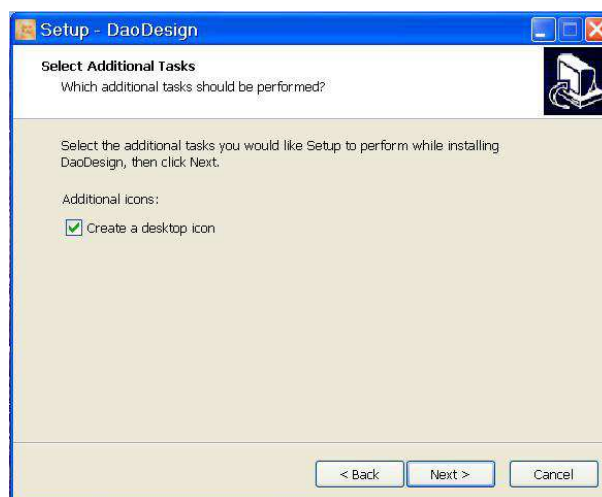 Setup - DaoDesign
Select Additional Tasks
Which additional tasks should be performed?
Select the additional tasks you would like Setup to perform while installing
DaoDesign, then click Next.
Additional icons:
Create a desktop icon
< Back
Next >
Cancel